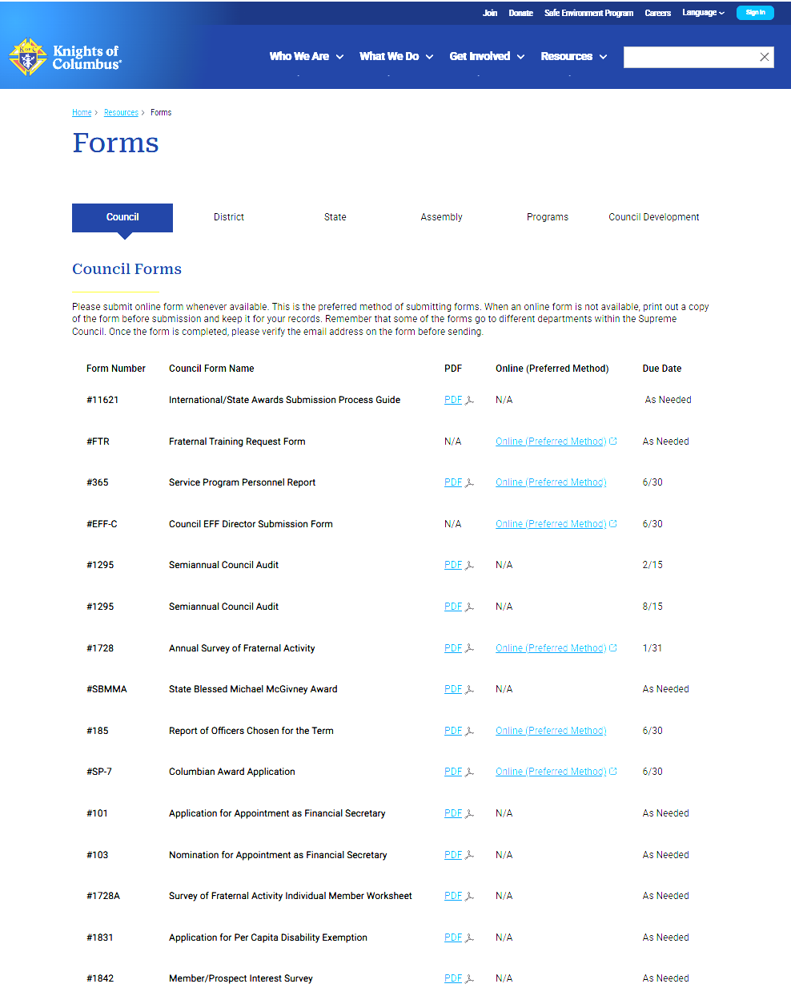 Join Donate Safe Environment Program Careers Language Sign In
K OF C
Knights of
Columbus®
Who We Are What We Do Get Involved Resources
Home > Resources > Forms
Forms
Council District State Assembly Programs Council Development
Council Forms
Please submit online form whenever available. This is the preferred method of submitting forms. When an online form is not available, print out a copy
of the form before submission and keep it for your records. Remember that some of the forms go to different departments within the Supreme
Council. Once the form is completed, please verify the email address on the form before sending.
Form Number Council Form Name PDF Online (Preferred Method) Due Date
#11621 International/State Awards Submission Process Guide PDF N/A As Needed
#FTR Fraternal Training Request Form N/A Online (Preferred Method) As Needed
#365 Service Program Personnel Report PDF Online (Preferred Method) 6/30
#EFF-C Council EFF Director Submission Form N/A Online (Preferred Method) 6/30
#1295 Semiannual Council Audit PDF N/A 2/15
#1295 Semiannual Council Audit PDF N/A 8/15
#1728 Annual Survey of Fraternal Activity PDF Online (Preferred Method) 1/31
#SBMMA State Blessed Michael McGivney Award PDF N/A As Needed
#185 Report of Officers Chosen for the Term PDF Online (Preferred Method) 6/30
#SP-7 Columbian Award Application PDF Online (Preferred Method) 6/30
#101 Application for Appointment as Financial Secretary PDF N/A As Needed
#103 Nomination for Appointment as Financial Secretary PDF N/A As Needed
#1728A Survey of Fraternal Activity Individual Member Worksheet PDF N/A As Needed
#1831 Application for Per Capita Disability Exemption PDF N/A As Needed
#1842 Member/Prospect Interest Survey PDF N/A As Needed